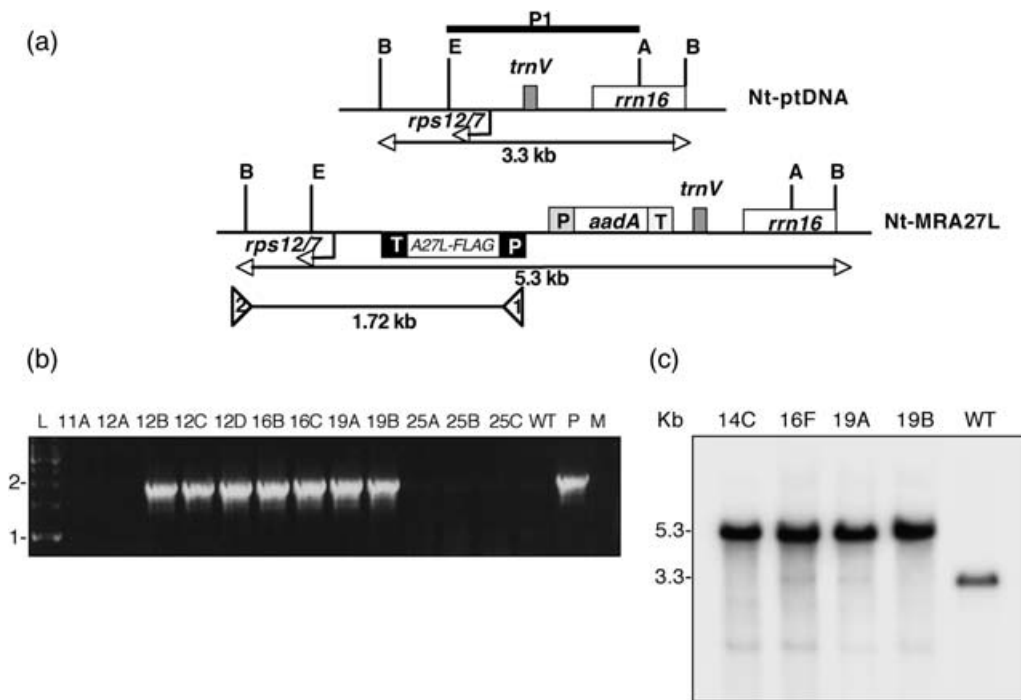 (a)
P1
B E A B
trnV
rrn16
Nt-ptDNA
rps12/7
3.3 kb
B E trnV A B
P aadA T
rrn16
Nt-MRA27L
rps12/7
T A27L-FLAG P
5.3 kb
2 1
1.72 kb
(b)
L 11A 12A 12B 12C 12D 16B 16C 19A 19B 25A 25B 25C WT P M
2-
1-
(c)
Kb 14C 16F 19A 19B WT
5.3-
3.3-